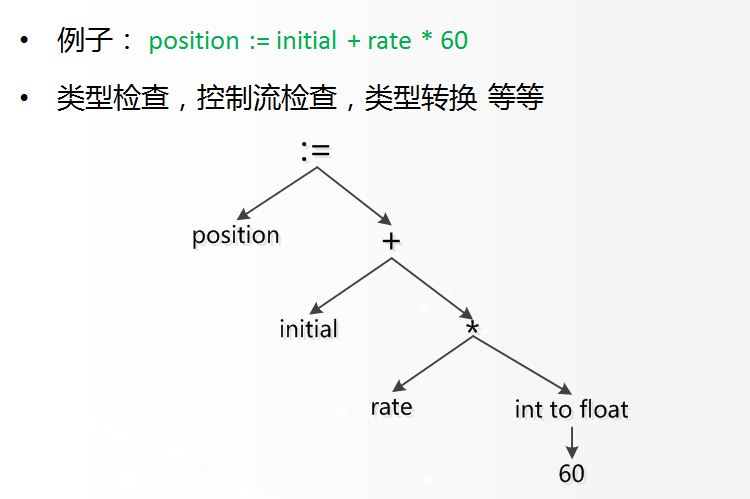 • 例子： position := initial + rate * 60
• 类型检查，控制流检查，类型转换 等等
:=
position
+
initial
*
rate
int to float
60